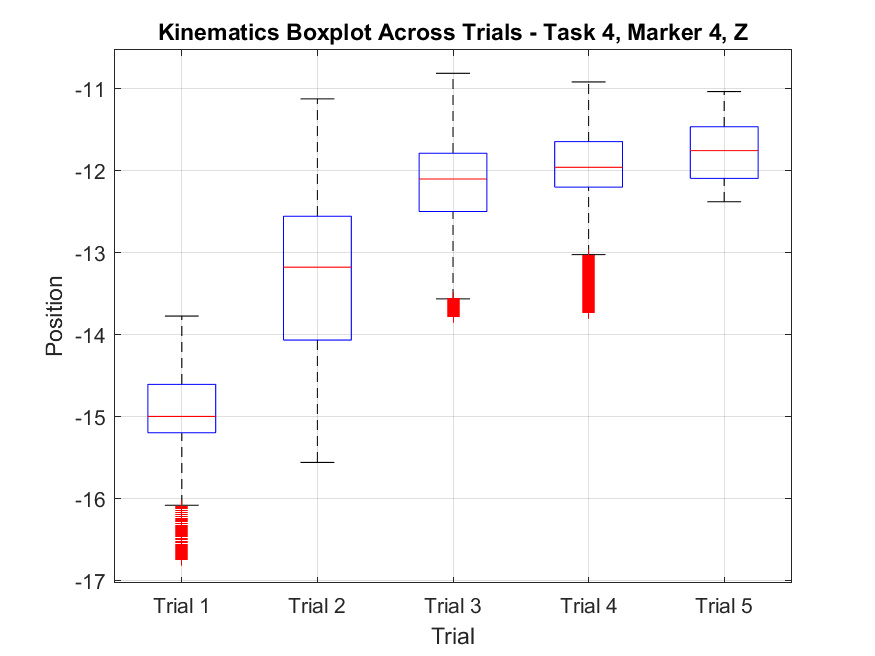 Kinematics Boxplot Across Trials - Task 4, Marker 4, Z
-11
-12
-13
-14
-15
-16
-17
Position
Trial 1 Trial 2 Trial 3 Trial 4 Trial 5
Trial